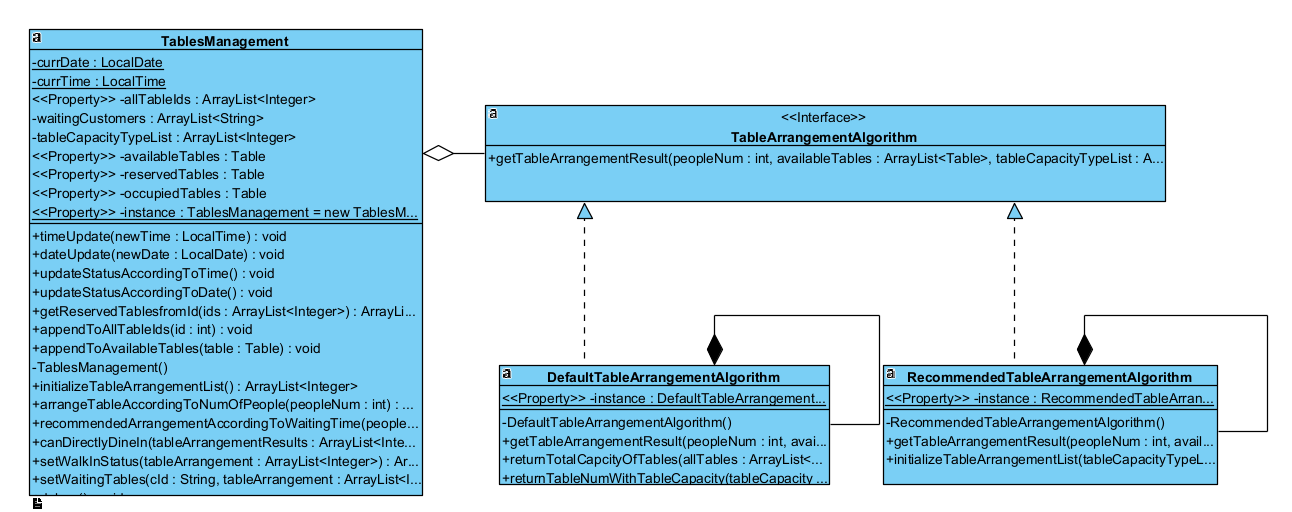 TablesManagement
-currDate : LocalDate
-currTime : LocalTime
<<Property>> -allTableIds : ArrayList<Integer>
-waitingCustomers : ArrayList<String>
-tableCapacityTypeList : ArrayList<Integer>
<<Property>> -availableTables : Table
<<Property>> -reservedTables : Table
<<Property>> -occupiedTables : Table
<<Property>> -instance : TablesManagement = new TablesM...
+timeUpdate(newTime : LocalTime) : void
+dateUpdate(newDate : LocalDate) : void
+updateStatusAccordingToTime() : void
+updateStatusAccordingToDate() : void
+getReservedTablesfromId(ids : ArrayList<Integer>) : ArrayLi...
+appendToAllTableIds(id : int) : void
+appendToAvailableTables(table : Table) : void
-TablesManagement()
+initializeTableArrangementList() : ArrayList<Integer>
+arrangeTableAccordingToNumOfPeople(peopleNum : int) : ...
+recommendedArrangementAccordingToWaitingTime(people...
+canDirectlyDineIn(tableArrangementResults : ArrayList<Inte...
+setWalkInStatus(tableArrangement : ArrayList<Integer>) : Ar...
+setWaitingTables(cId : String, tableArrangement : ArrayList<I...
<<Interface>>
TableArrangementAlgorithm
+getTableArrangementResult(peopleNum : int, availableTables : ArrayList<Table>, tableCapacityTypeList : A...
DefaultTableArrangementAlgorithm
<<Property>> -instance : DefaultTableArrangement...
-DefaultTableArrangementAlgorithm()
+getTableArrangementResult(peopleNum : int, avai...
+returnTotalCapcityOfTables(allTables : ArrayList<...
+returnTableNumWithTableCapacity(tableCapacity ...
RecommendedTableArrangementAlgorithm
<<Property>> -instance : RecommendedTableArran...
-RecommendedTableArrangementAlgorithm()
+getTableArrangementResult(peopleNum : int, avail...
+initializeTableArrangementList(tableCapacityTypeL...